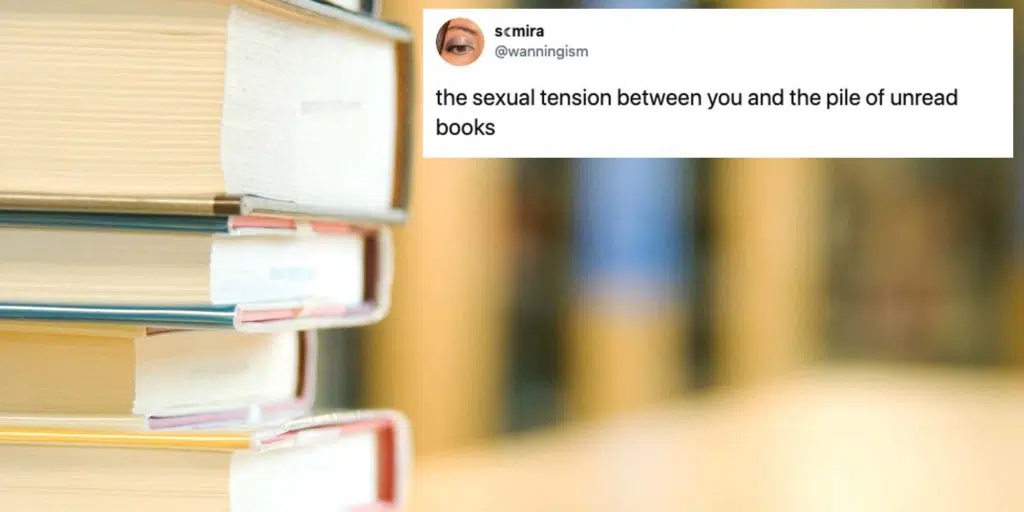 s☾mira
@wanningism
the sexual tension between you and the pile of unread
books